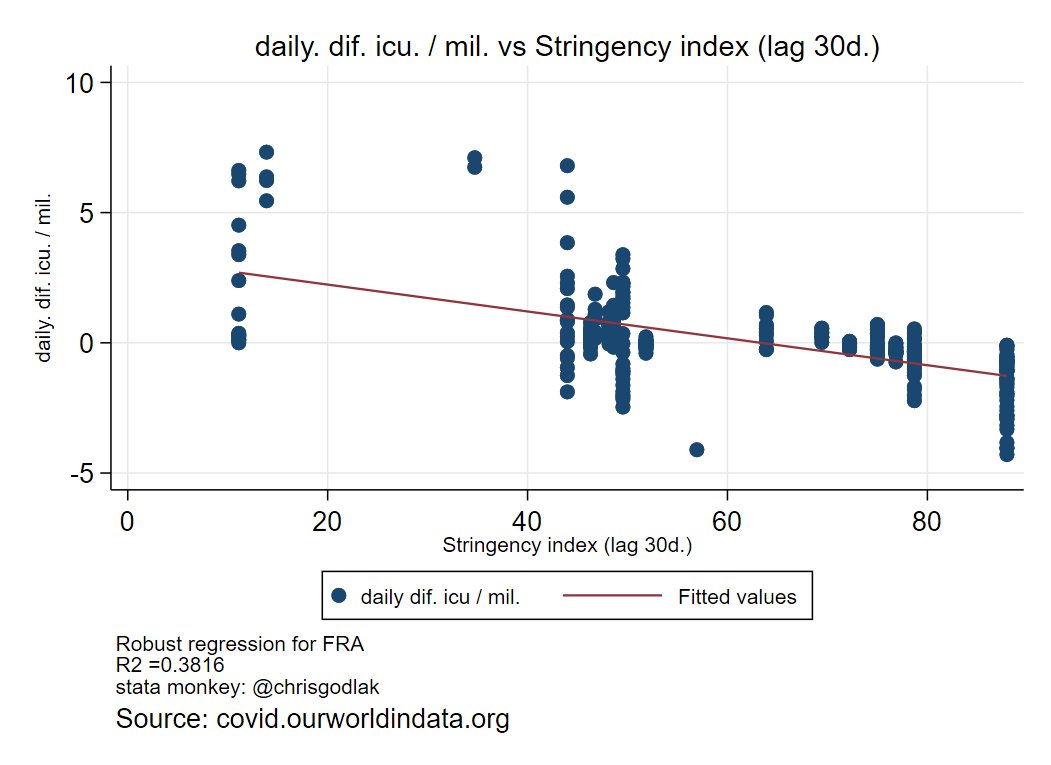 daily. dif. icu. / mil. vs Stringency index (lag 30d.)
daily. dif. icu. / mil.
10
5
0
-5
0 20 40 60 80
Stringency index (lag 30d.)
daily dif. icu / mil. Fitted values
Robust regression for FRA
R2 =0.3816
stata monkey: @chrisgodlak
Source: covid.ourworldindata.org